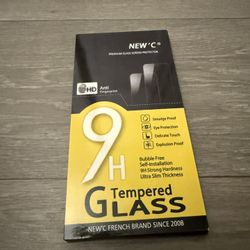 NEW'C®
PREMIUM GLASS SCREEN PROTECTOR
HD
Anti
Fingerprint
9H
Smudge Proof
Eye Protection
Delicate Touch
Explosion Proof
Bubble-Free
Self-Installation
9H Strong Hardness
Ultra Slim Thickness
Tempered
GLASS
NEW'C FRENCH BRAND SINCE 2008